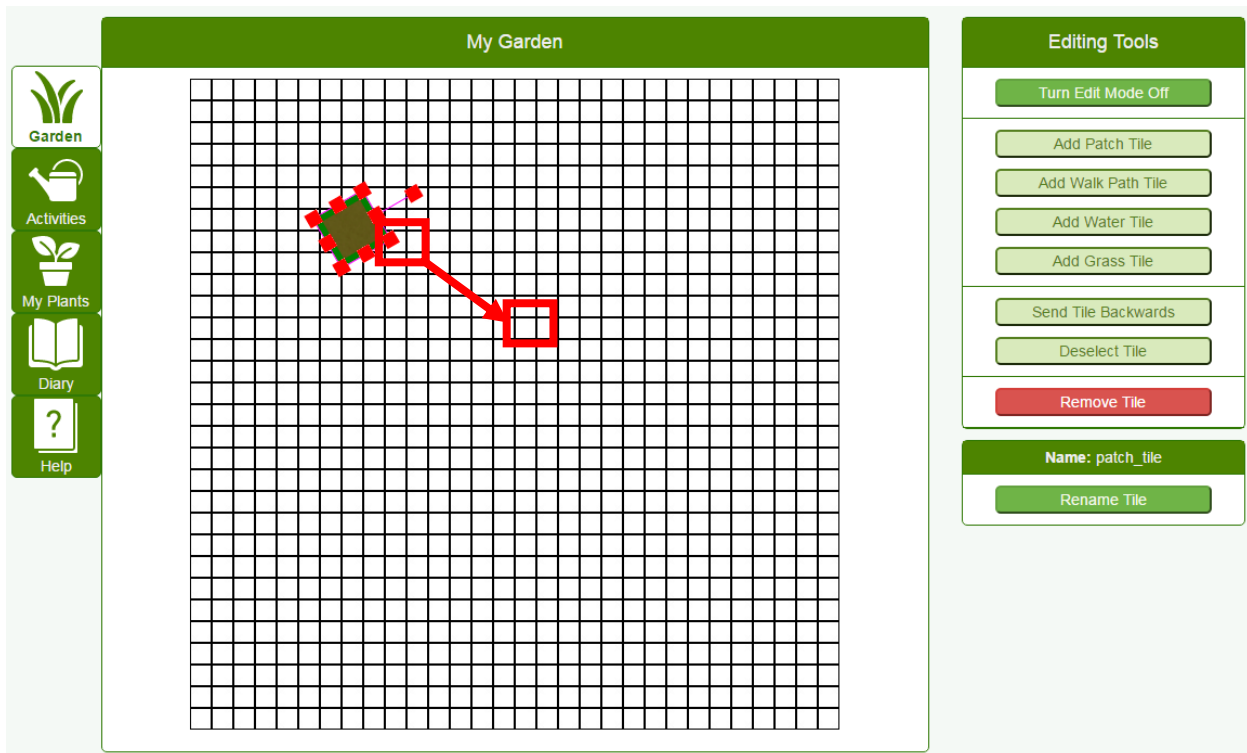 My Garden
Editing Tools
Garden
Activities
My Plants
Diary
?
Help
Turn Edit Mode Off
Add Patch Tile
Add Walk Path Tile
Add Water Tile
Add Grass Tile
Send Tile Backwards
Deselect Tile
Remove Tile
Name: patch_tile
Rename Tile